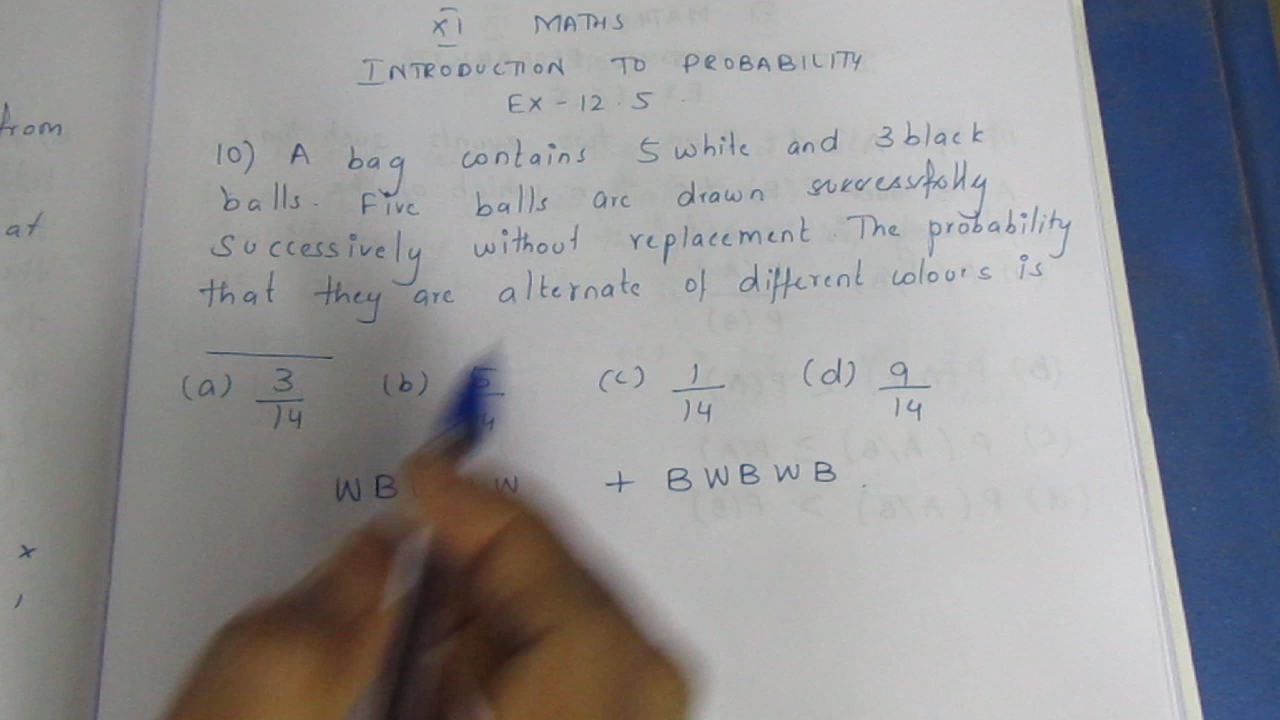 XI MATHS
INTRODUCTION TO PROBABILITY
EX - 12.5
from
10) A bag contains 5 white and 3 black
balls. Five balls are drawn successfully
at
successively without replacement. The probability
that they are alternate of different colours is
(a) 3/14 (b) (c) 1/14 (d) 9/14
WB W + BWBWB.
x